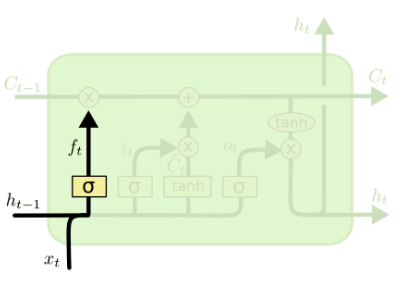 h_t
C_{t-1} C_t
x +
tanh
f_t i_t x o_t x
C̃_t
σ σ tanh σ
h_{t-1} h_t
x_t